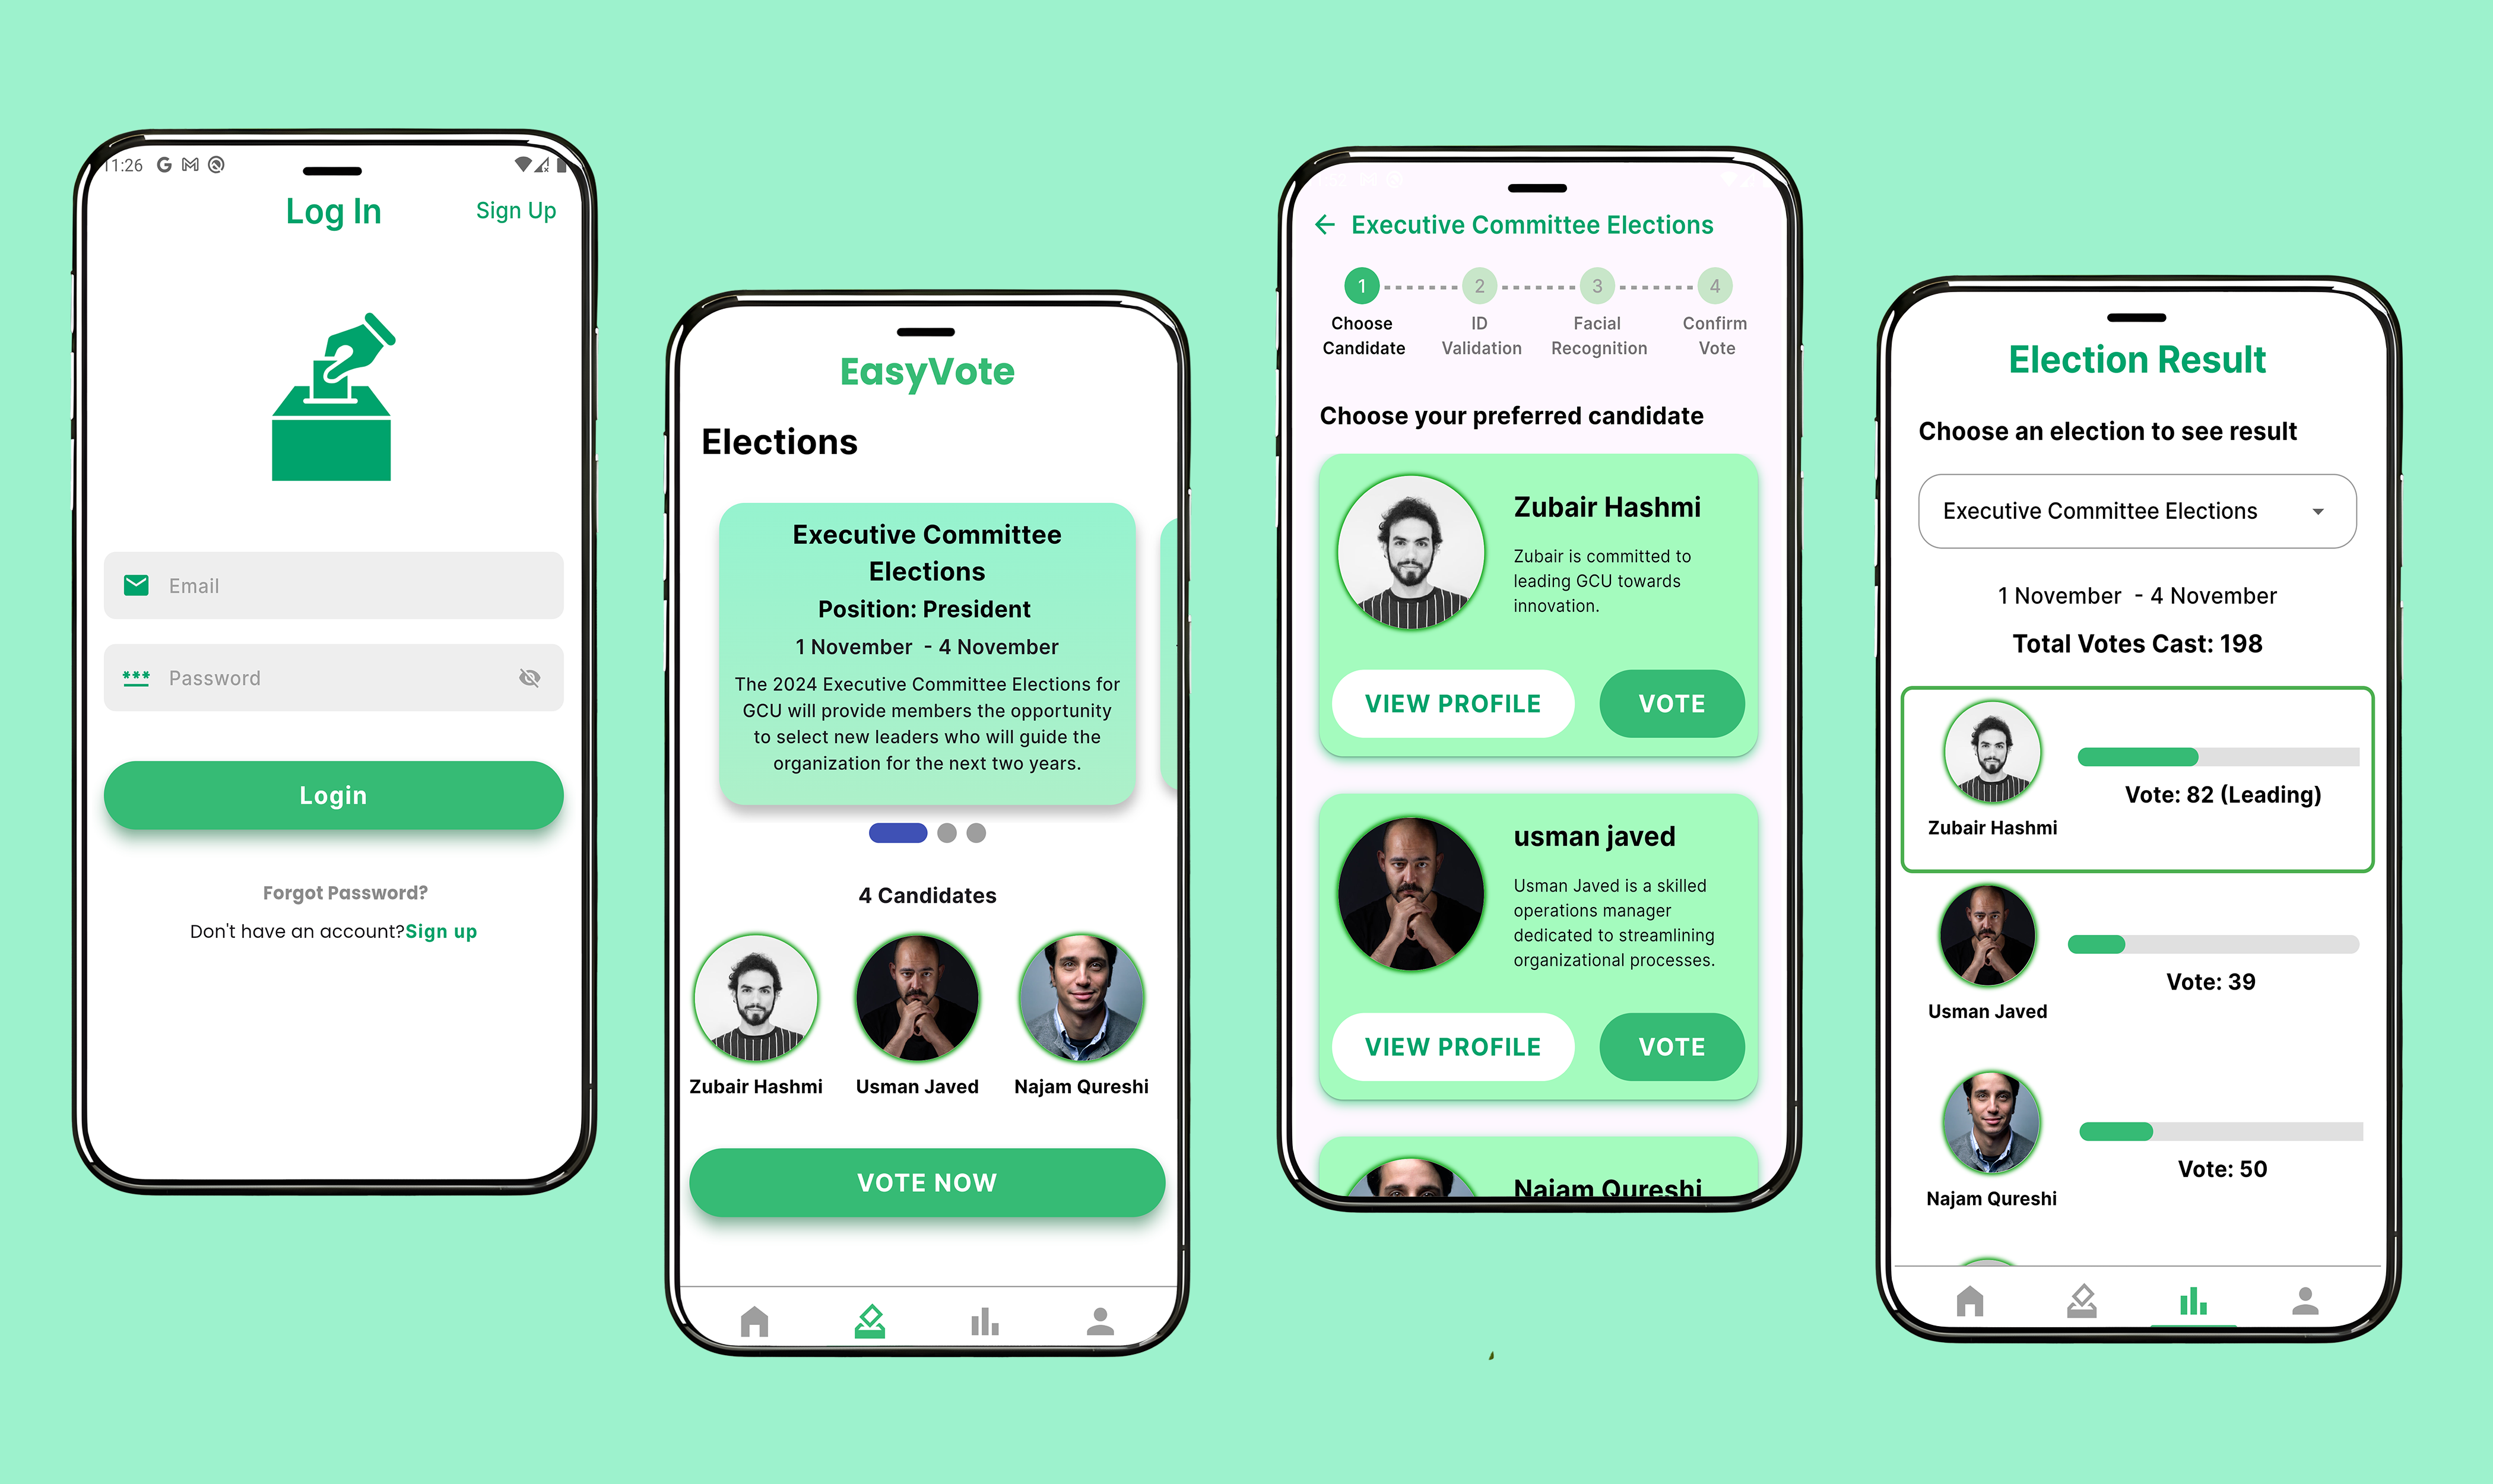 11:26
Log In
Sign Up
Email
*** Password
Login
Forgot Password?
Don't have an account?Sign up
EasyVote
Elections
Executive Committee
Elections
Position: President
1 November - 4 November
The 2024 Executive Committee Elections for
GCU will provide members the opportunity
to select new leaders who will guide the
organization for the next two years.
4 Candidates
Zubair Hashmi
Usman Javed
Najam Qureshi
VOTE NOW
Executive Committee Elections
1 2 3 4
Choose
Candidate
ID
Validation
Facial
Recognition
Confirm
Vote
Choose your preferred candidate
Zubair Hashmi
Zubair is committed to
leading GCU towards
innovation.
VIEW PROFILE
VOTE
usman javed
Usman Javed is a skilled
operations manager
dedicated to streamlining
organizational processes.
VIEW PROFILE
VOTE
Najam Qureshi
Election Result
Choose an election to see result
Executive Committee Elections
1 November - 4 November
Total Votes Cast: 198
Vote: 82 (Leading)
Zubair Hashmi
Vote: 39
Usman Javed
Vote: 50
Najam Qureshi